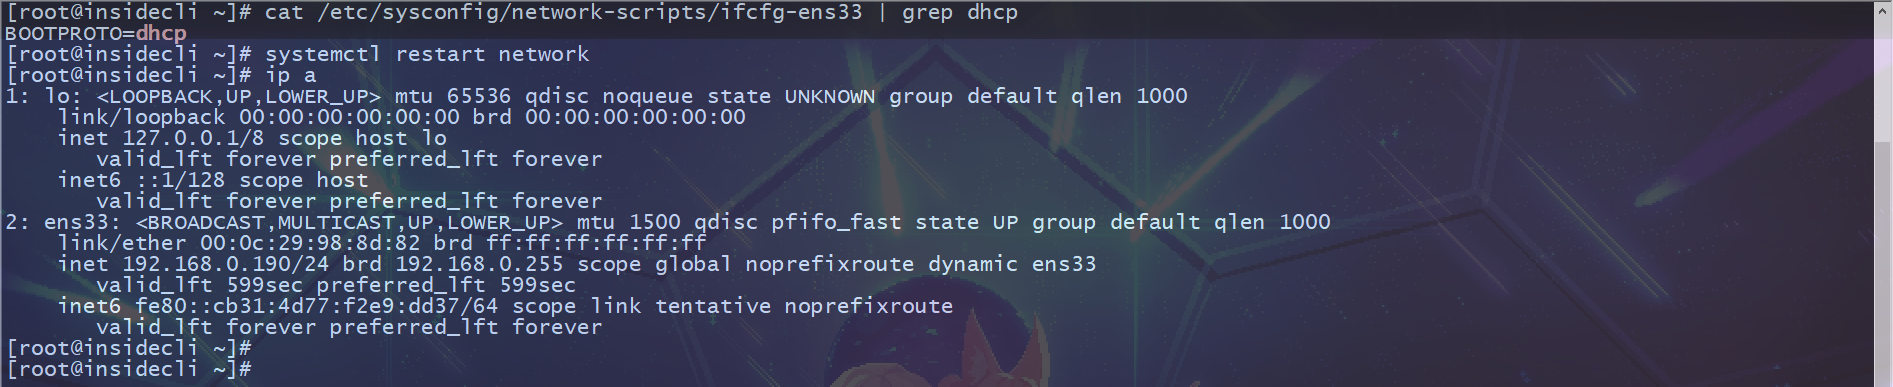 [root@insidecli ~]# cat /etc/sysconfig/network-scripts/ifcfg-ens33 | grep dhcp
BOOTPROTO=dhcp
[root@insidecli ~]# systemctl restart network
[root@insidecli ~]# ip a
1: lo: <LOOPBACK,UP,LOWER_UP> mtu 65536 qdisc noqueue state UNKNOWN group default qlen 1000
    link/loopback 00:00:00:00:00:00 brd 00:00:00:00:00:00
    inet 127.0.0.1/8 scope host lo
       valid_lft forever preferred_lft forever
    inet6 ::1/128 scope host
       valid_lft forever preferred_lft forever
2: ens33: <BROADCAST,MULTICAST,UP,LOWER_UP> mtu 1500 qdisc pfifo_fast state UP group default qlen 1000
    link/ether 00:0c:29:98:8d:82 brd ff:ff:ff:ff:ff:ff
    inet 192.168.0.190/24 brd 192.168.0.255 scope global noprefixroute dynamic ens33
       valid_lft 599sec preferred_lft 599sec
    inet6 fe80::cb31:4d77:f2e9:dd37/64 scope link tentative noprefixroute
       valid_lft forever preferred_lft forever
[root@insidecli ~]#
[root@insidecli ~]#